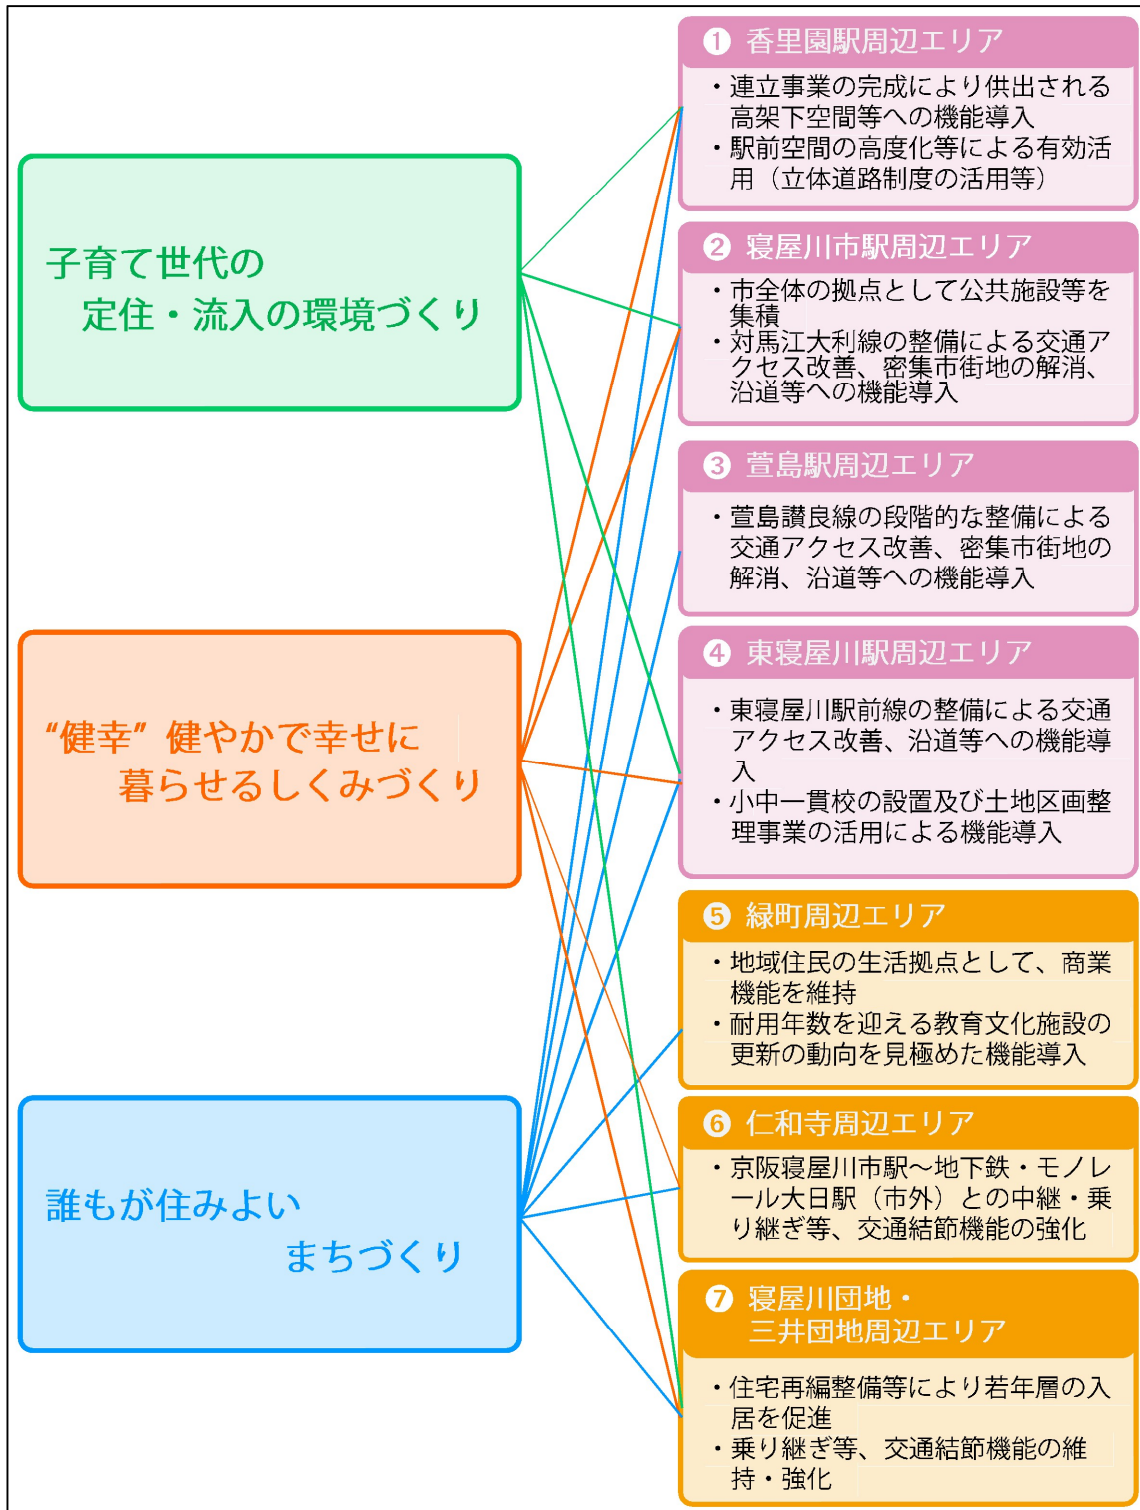 子育て世代の
定住・流入の環境づくり
“健幸”健やかで幸せに
暮らせるしくみづくり
誰もが住みよい
まちづくり
❶ 香里園駅周辺エリア
・連立事業の完成により供出される
高架下空間等への機能導入
・駅前空間の高度化等による有効活
用（立体道路制度の活用等）
❷ 寝屋川市駅周辺エリア
・市全体の拠点として公共施設等を
集積
・対馬江大利線の整備による交通ア
クセス改善、密集市街地の解消、
沿道等への機能導入
❸ 萱島駅周辺エリア
・萱島讃良線の段階的な整備による
交通アクセス改善、密集市街地の
解消、沿道等への機能導入
❹ 東寝屋川駅周辺エリア
・東寝屋川駅前線の整備による交通
アクセス改善、沿道等への機能導
入
・小中一貫校の設置及び土地区画整
理事業の活用による機能導入
❺ 緑町周辺エリア
・地域住民の生活拠点として、商業
機能を維持
・耐用年数を迎える教育文化施設の
更新の動向を見極めた機能導入
❻ 仁和寺周辺エリア
・京阪寝屋川市駅～地下鉄・モノレ
ール大日駅（市外）との中継・乗
り継ぎ等、交通結節機能の強化
❼ 寝屋川団地・
三井団地周辺エリア
・住宅再編整備等により若年層の入
居を促進
・乗り継ぎ等、交通結節機能の維
持・強化